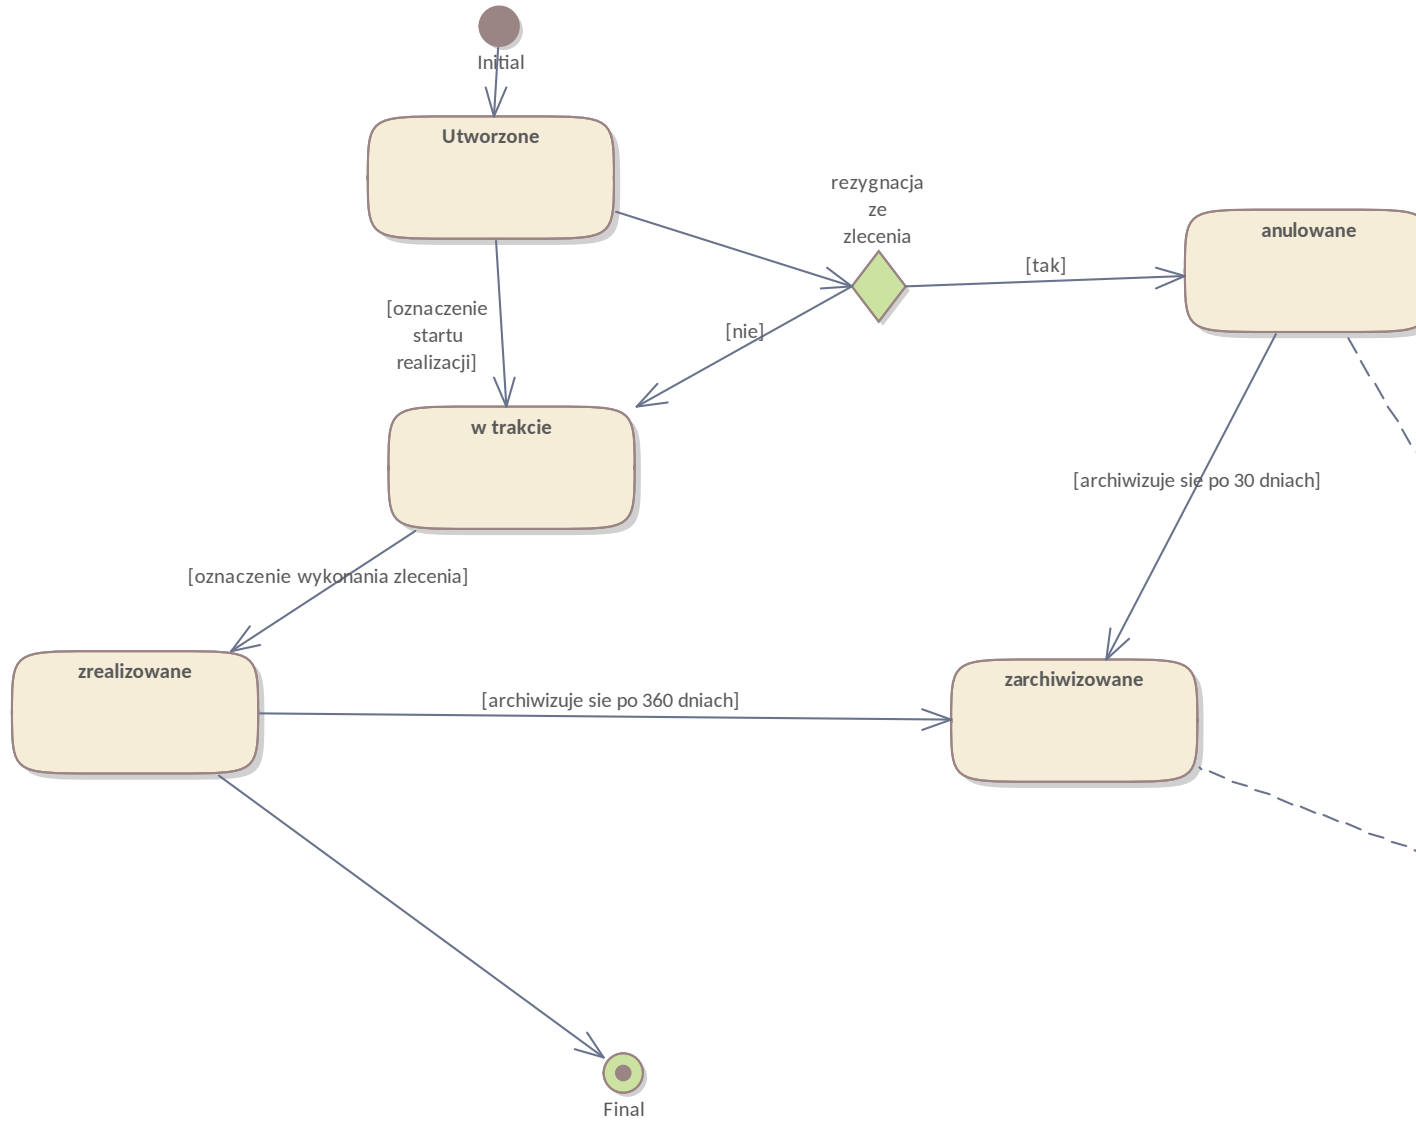 Initial
Utworzone
rezygnacja
ze
zlecenia
anulowane
[tak]
[oznaczenie
startu
realizacji]
[nie]
w trakcie
[archiwizuje sie po 30 dniach]
[oznaczenie wykonania zlecenia]
zrealizowane
zarchiwizowane
[archiwizuje sie po 360 dniach]
Final